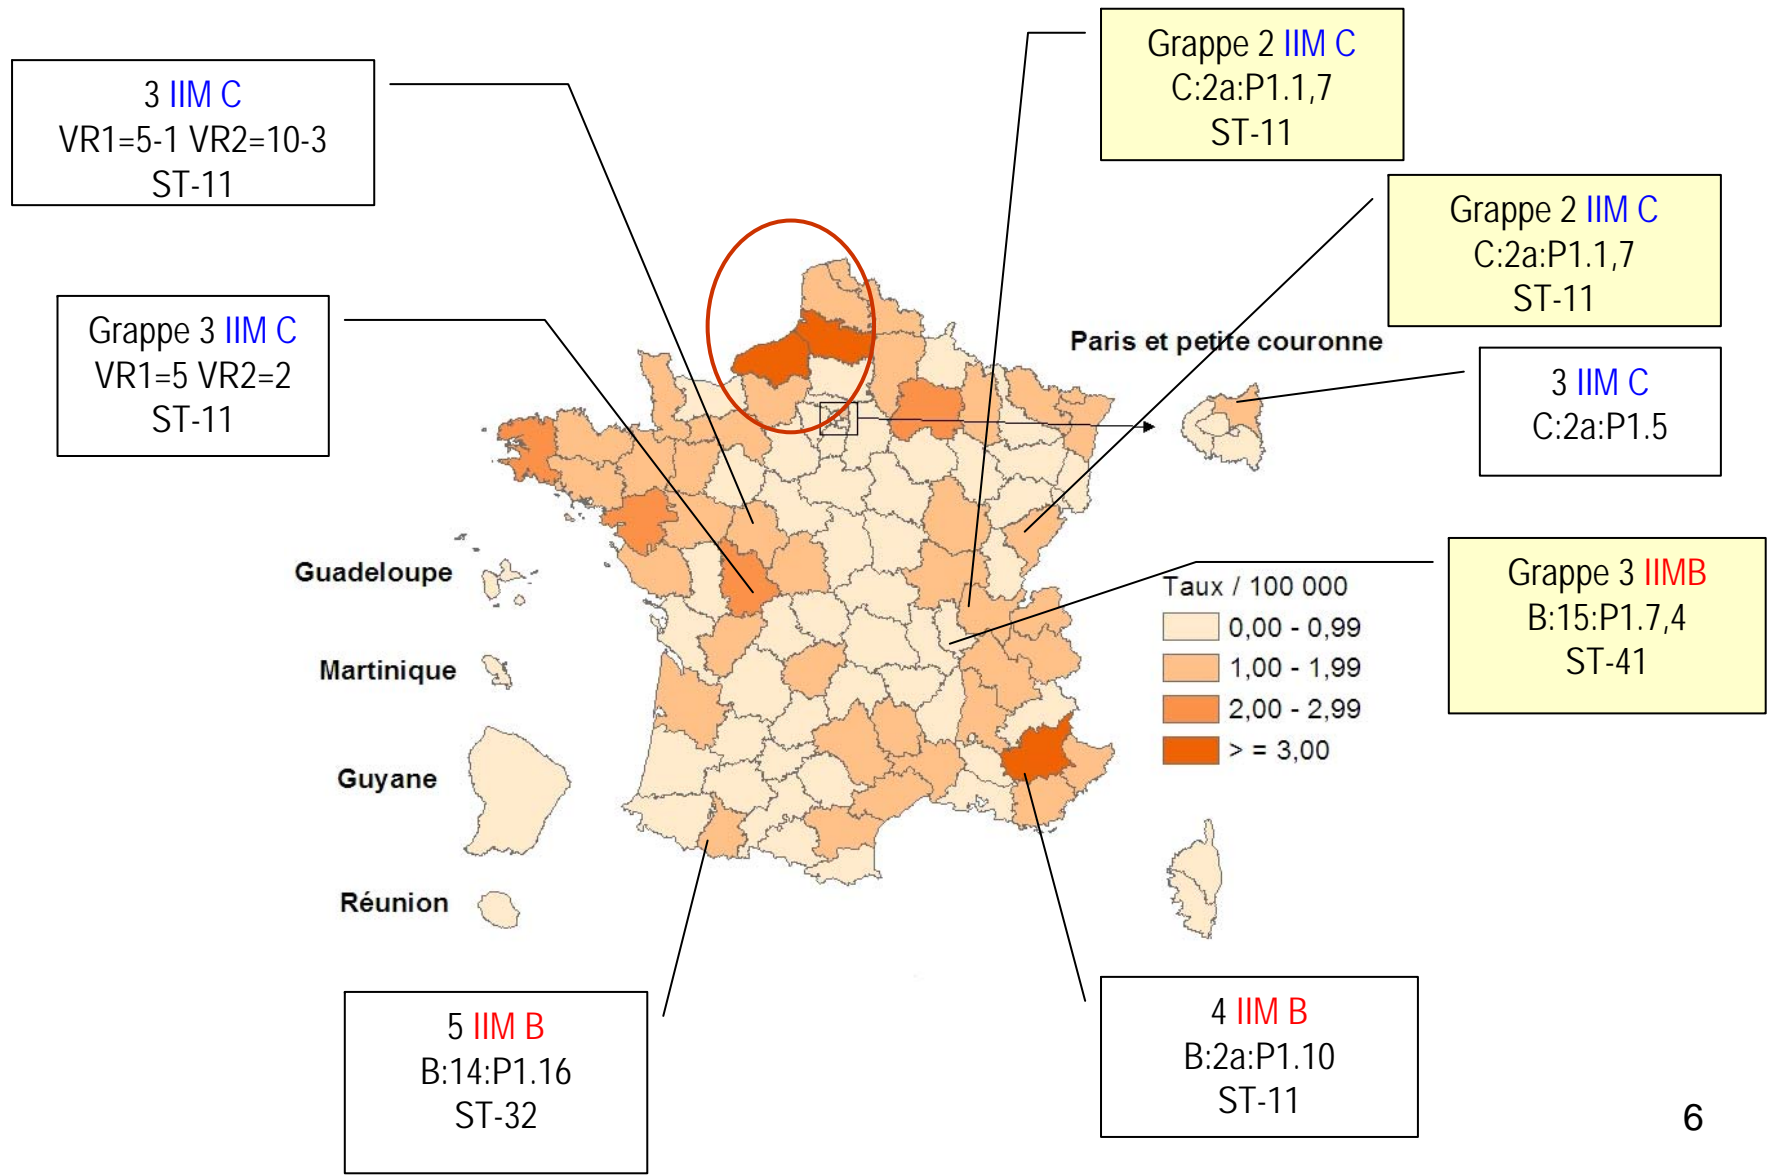 Grappe 2 IIM C
C:2a:P1.1,7
ST-11
3 IIM C
VR1=5-1 VR2=10-3
ST-11
Grappe 2 IIM C
C:2a:P1.1,7
ST-11
Grappe 3 IIM C
VR1=5 VR2=2
ST-11
Paris et petite couronne
3 IIM C
C:2a:P1.5
Guadeloupe
Martinique
Guyane
Réunion
Taux / 100 000
0,00 - 0,99
1,00 - 1,99
2,00 - 2,99
> = 3,00
Grappe 3 IIMB
B:15:P1.7,4
ST-41
5 IIM B
B:14:P1.16
ST-32
4 IIM B
B:2a:P1.10
ST-11
6